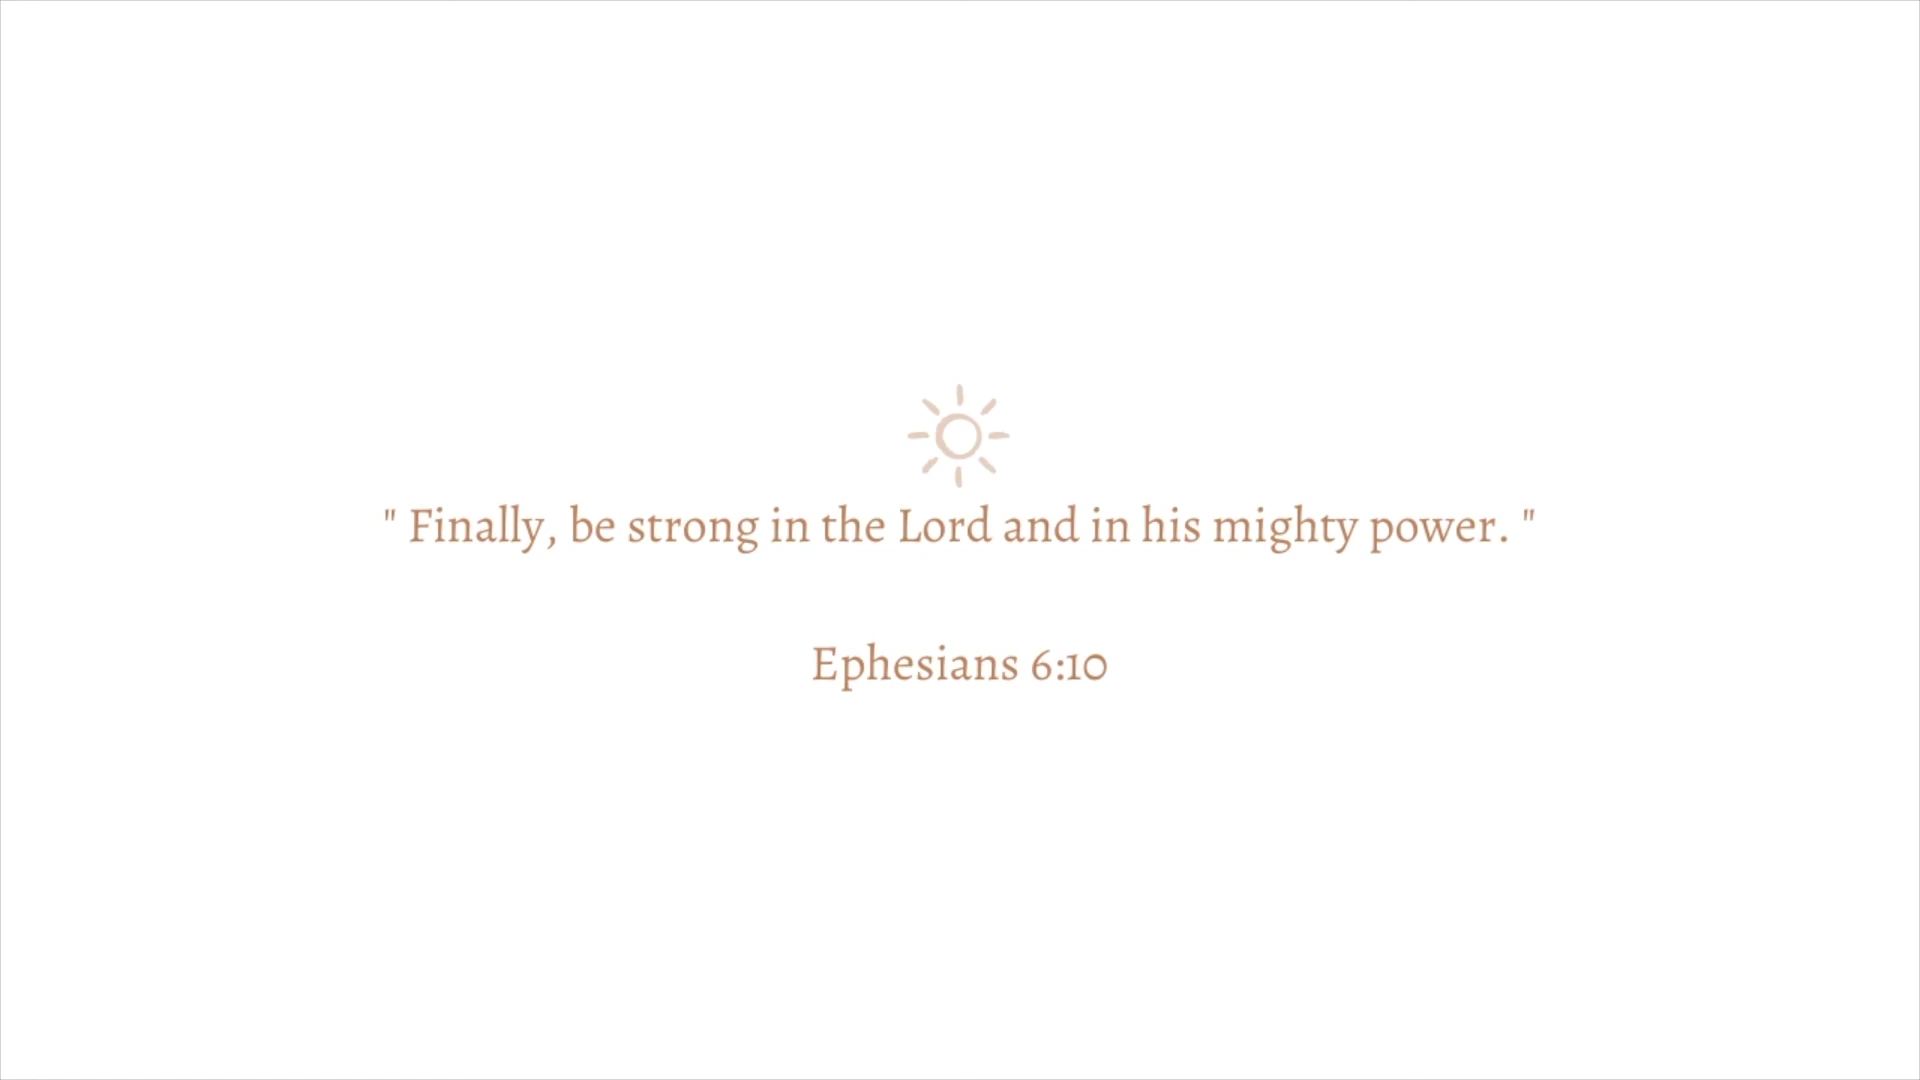 " Finally, be strong in the Lord and in his mighty power. "
Ephesians 6:10